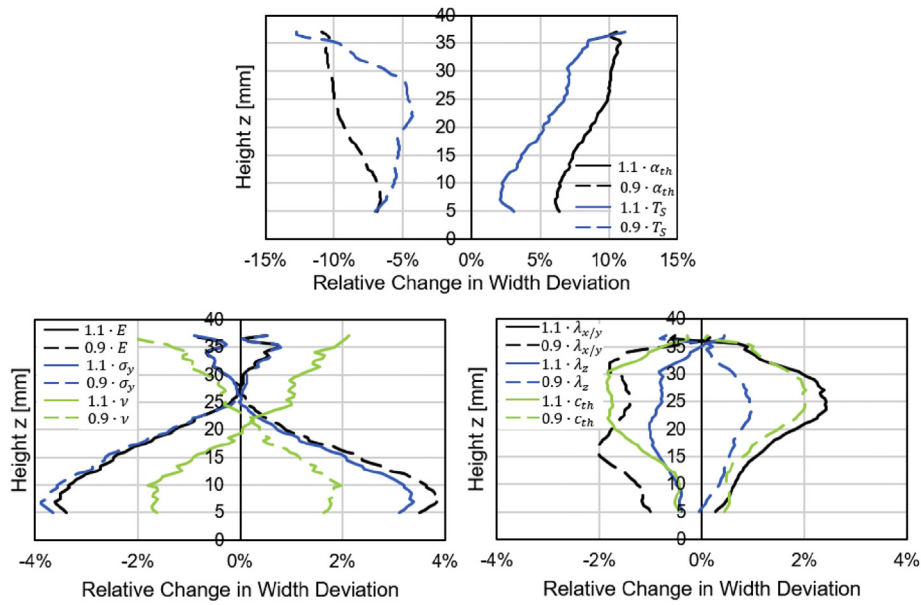 40
35
30
25
20
15
10
5
0
Height z [mm]
1.1 · α_th
0.9 · α_th
1.1 · T_S
0.9 · T_S
-15% -10% -5% 0% 5% 10% 15%
Relative Change in Width Deviation
40
35
30
25
20
15
10
5
0
Height z [mm]
1.1 · E
0.9 · E
1.1 · σ_y
0.9 · σ_y
1.1 · ν
0.9 · ν
-4% -2% 0% 2% 4%
Relative Change in Width Deviation
40
35
30
25
20
15
10
5
0
Height z [mm]
1.1 · λ_x/y
0.9 · λ_x/y
1.1 · λ_z
0.9 · λ_z
1.1 · c_th
0.9 · c_th
-4% -2% 0% 2% 4%
Relative Change in Width Deviation